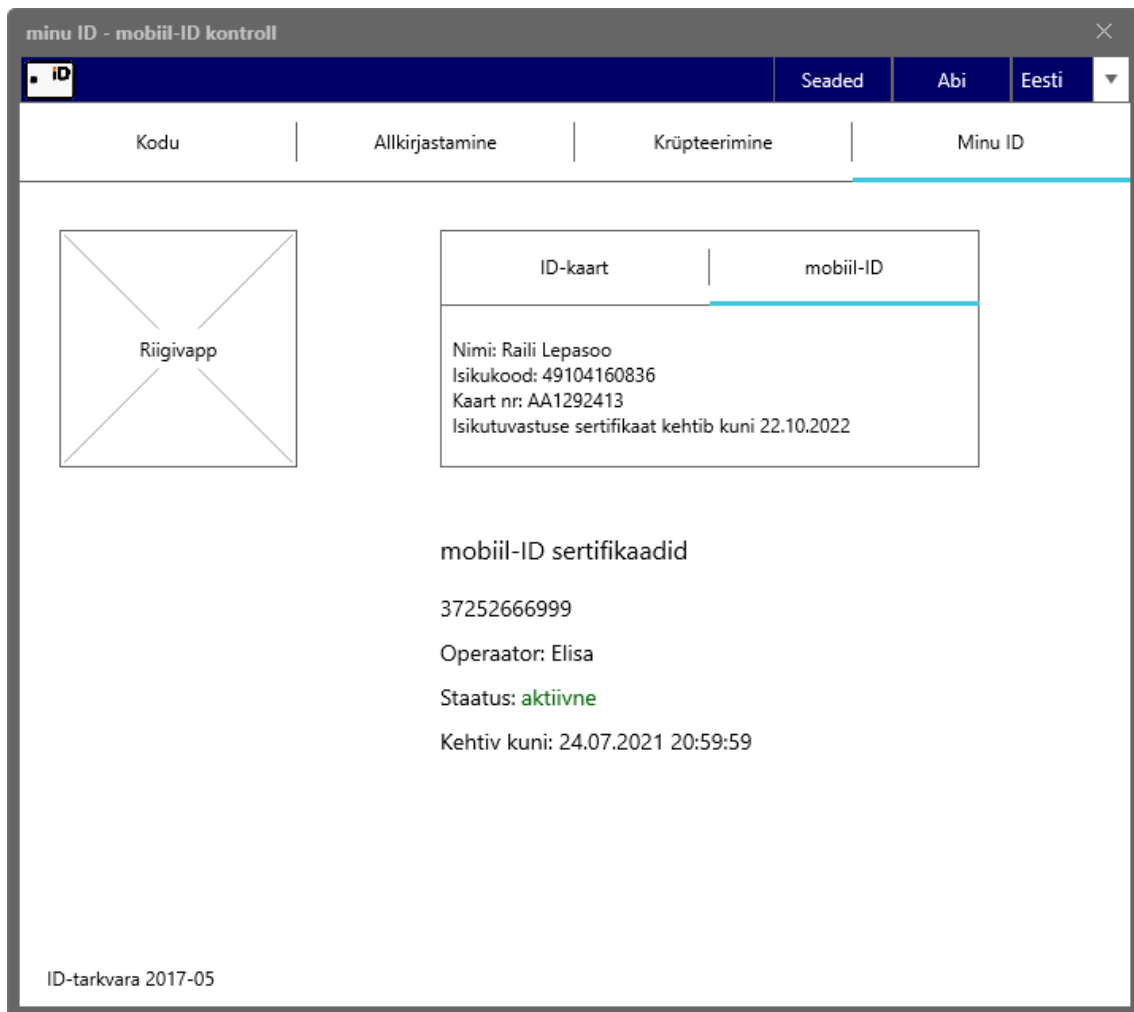 minu ID - mobiil-ID kontroll
iD
Seaded Abi Eesti
Kodu Allkirjastamine Krüpteerimine Minu ID
Riigivapp
ID-kaart mobiil-ID
Nimi: Raili Lepasoo
Isikukood: 49104160836
Kaart nr: AA1292413
Isikutuvastuse sertifikaat kehtib kuni 22.10.2022
mobiil-ID sertifikaadid
37252666999
Operaator: Elisa
Staatus: aktiivne
Kehtiv kuni: 24.07.2021 20:59:59
ID-tarkvara 2017-05